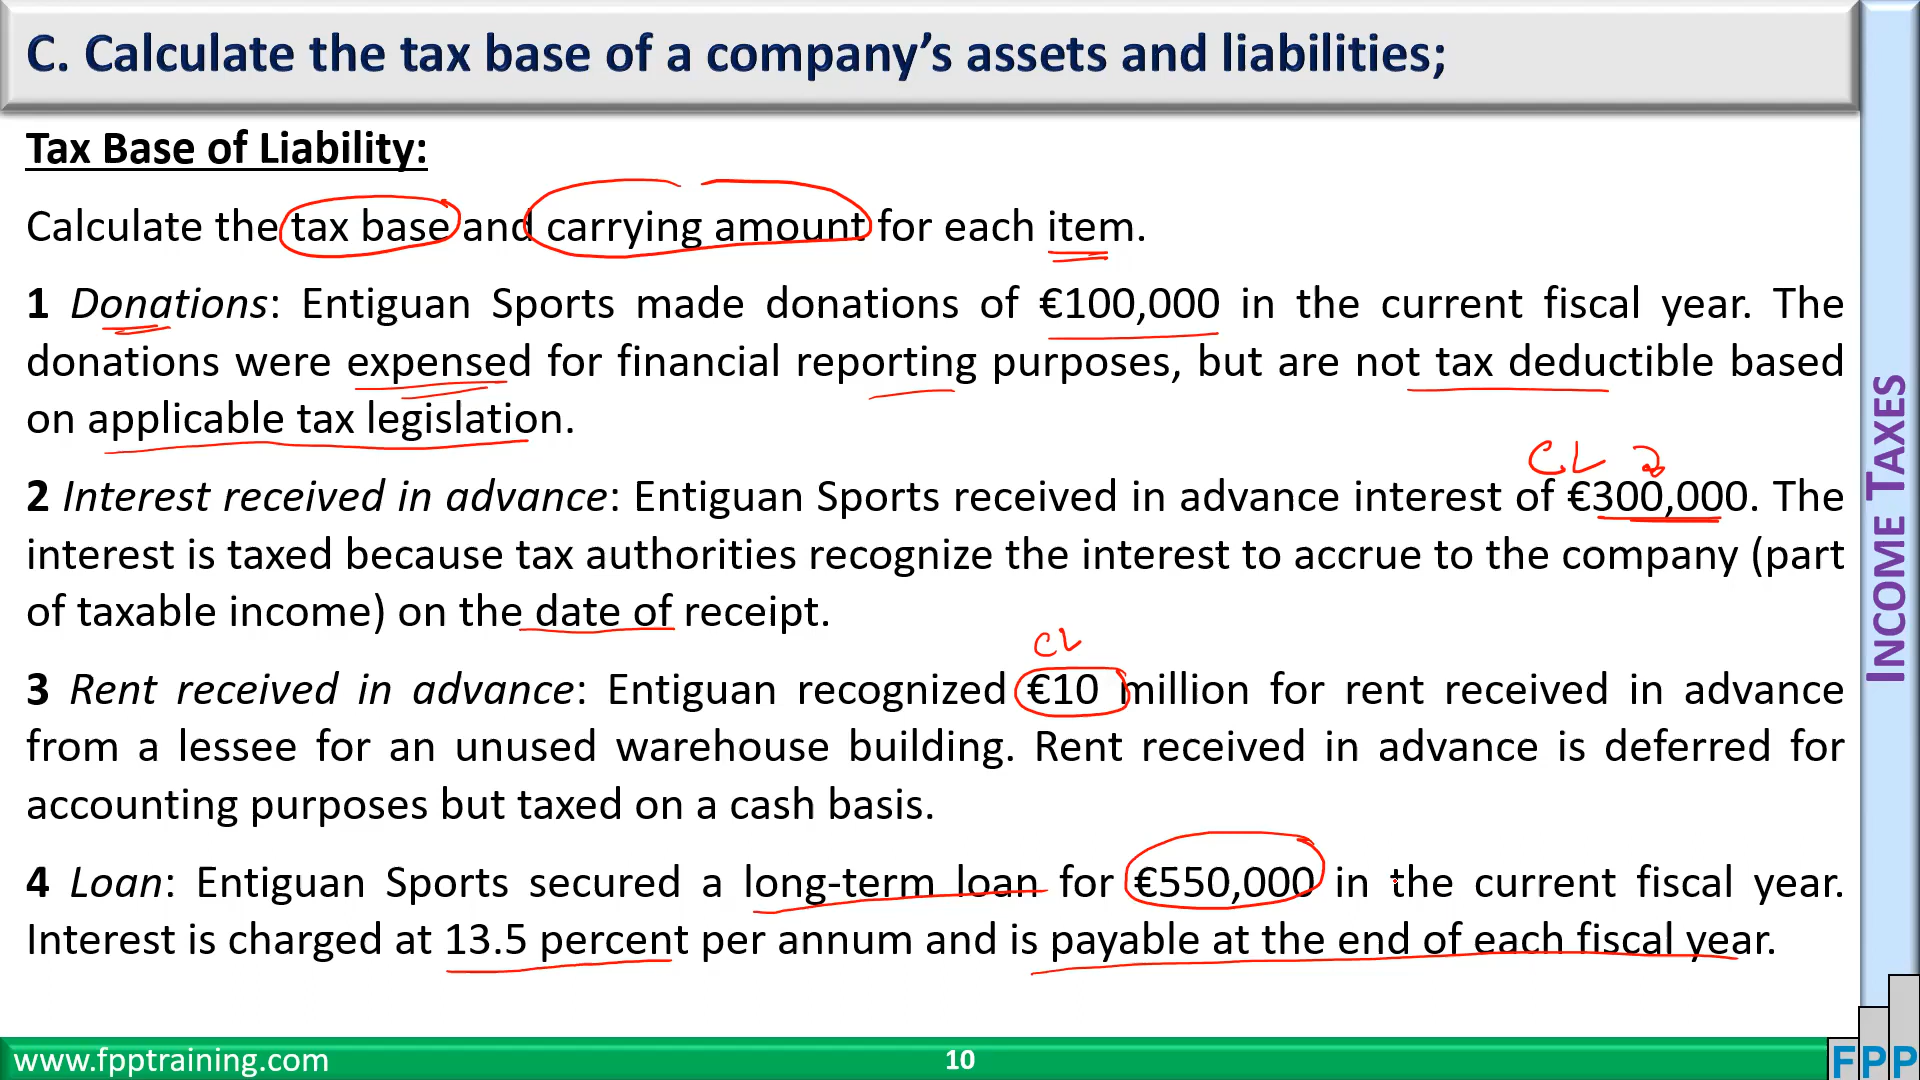 C. Calculate the tax base of a company’s assets and liabilities;
Tax Base of Liability:
Calculate the tax base and carrying amount for each item.
1 Donations: Entiguan Sports made donations of €100,000 in the current fiscal year. The
donations were expensed for financial reporting purposes, but are not tax deductible based
on applicable tax legislation.
CL
2 Interest received in advance: Entiguan Sports received in advance interest of €300,000. The
interest is taxed because tax authorities recognize the interest to accrue to the company (part
of taxable income) on the date of receipt.
CL
3 Rent received in advance: Entiguan recognized €10 million for rent received in advance
from a lessee for an unused warehouse building. Rent received in advance is deferred for
accounting purposes but taxed on a cash basis.
4 Loan: Entiguan Sports secured a long-term loan for €550,000 in the current fiscal year.
Interest is charged at 13.5 percent per annum and is payable at the end of each fiscal year.
INCOME TAXES
www.fpptraining.com
10
FPP